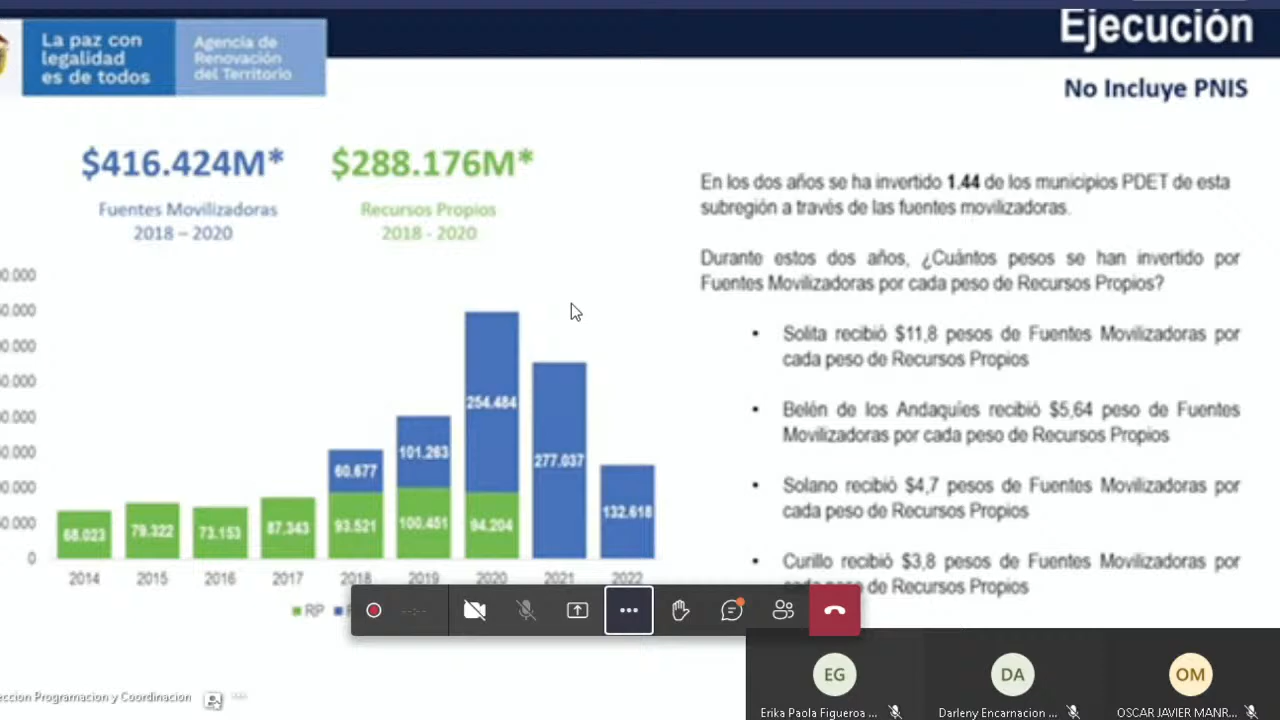 Ejecución
La paz con
legalidad
es de todos
Agencia de
Renovación
del Territorio
No Incluye PNIS
$416.424M*
$288.176M*
Fuentes Movilizadoras
2018 – 2020
Recursos Propios
2018 - 2020
En los dos años se ha invertido 1.44 de los municipios PDET de esta
subregión a través de las fuentes movilizadoras.
Durante estos dos años, ¿Cuántos pesos se han invertido por
Fuentes Movilizadoras por cada peso de Recursos Propios?
• Solita recibió $11,8 pesos de Fuentes Movilizadoras por
cada peso de Recursos Propios
• Belén de los Andaquíes recibió $5,64 peso de Fuentes
Movilizadoras por cada peso de Recursos Propios
• Solano recibió $4,7 pesos de Fuentes Movilizadoras por
cada peso de Recursos Propios
• Curillo recibió $3,8 pesos de Fuentes Movilizadoras por
cada peso de Recursos Propios
254.484
101.263
60.677
277.037
132.618
68.023
79.322
73.153
87.343
93.521
100.451
94.204
0
2014 2015 2016 2017 2018 2019 2020 2021 2022
RP
--:--
EG
DA
OM
Erika Paola Figueroa ...
Darleny Encarnacion ...
OSCAR JAVIER MANR...
Programacion y Coordinacion